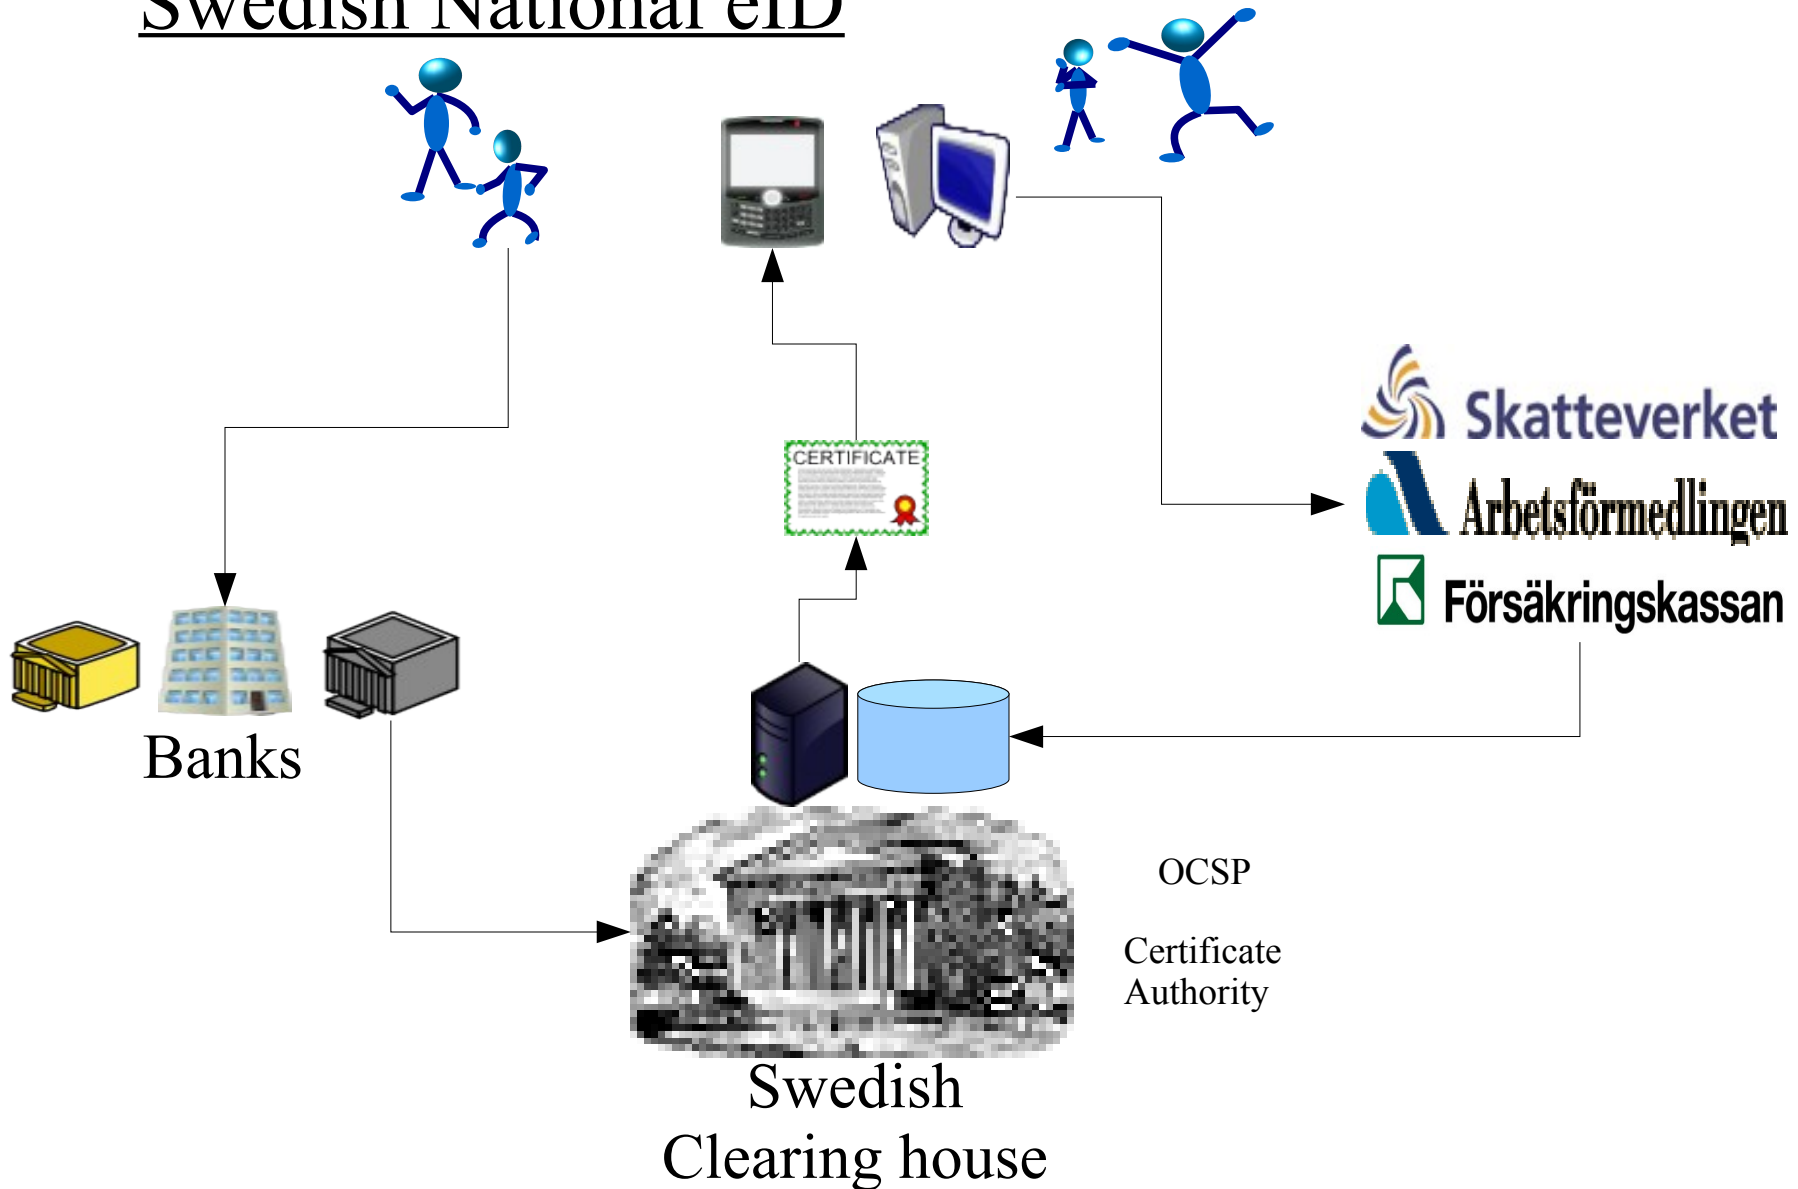 Swedish National eID
CERTIFICATE
Skatteverket
Arbetsförmedlingen
Försäkringskassan
Banks
OCSP
Certificate
Authority
Swedish
Clearing house